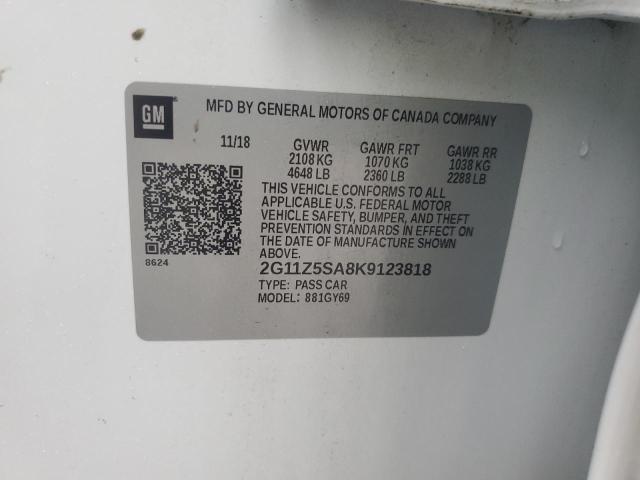 GM
MFD BY GENERAL MOTORS OF CANADA COMPANY
11/18 GVWR GAWR FRT GAWR RR
2108 KG 1070 KG 1038 KG
4648 LB 2360 LB 2288 LB
THIS VEHICLE CONFORMS TO ALL
APPLICABLE U.S. FEDERAL MOTOR
VEHICLE SAFETY, BUMPER, AND THEFT
PREVENTION STANDARDS IN EFFECT ON
THE DATE OF MANUFACTURE SHOWN
ABOVE.
8624
2G11Z5SA8K9123818
TYPE: PASS CAR
MODEL: 881GY69